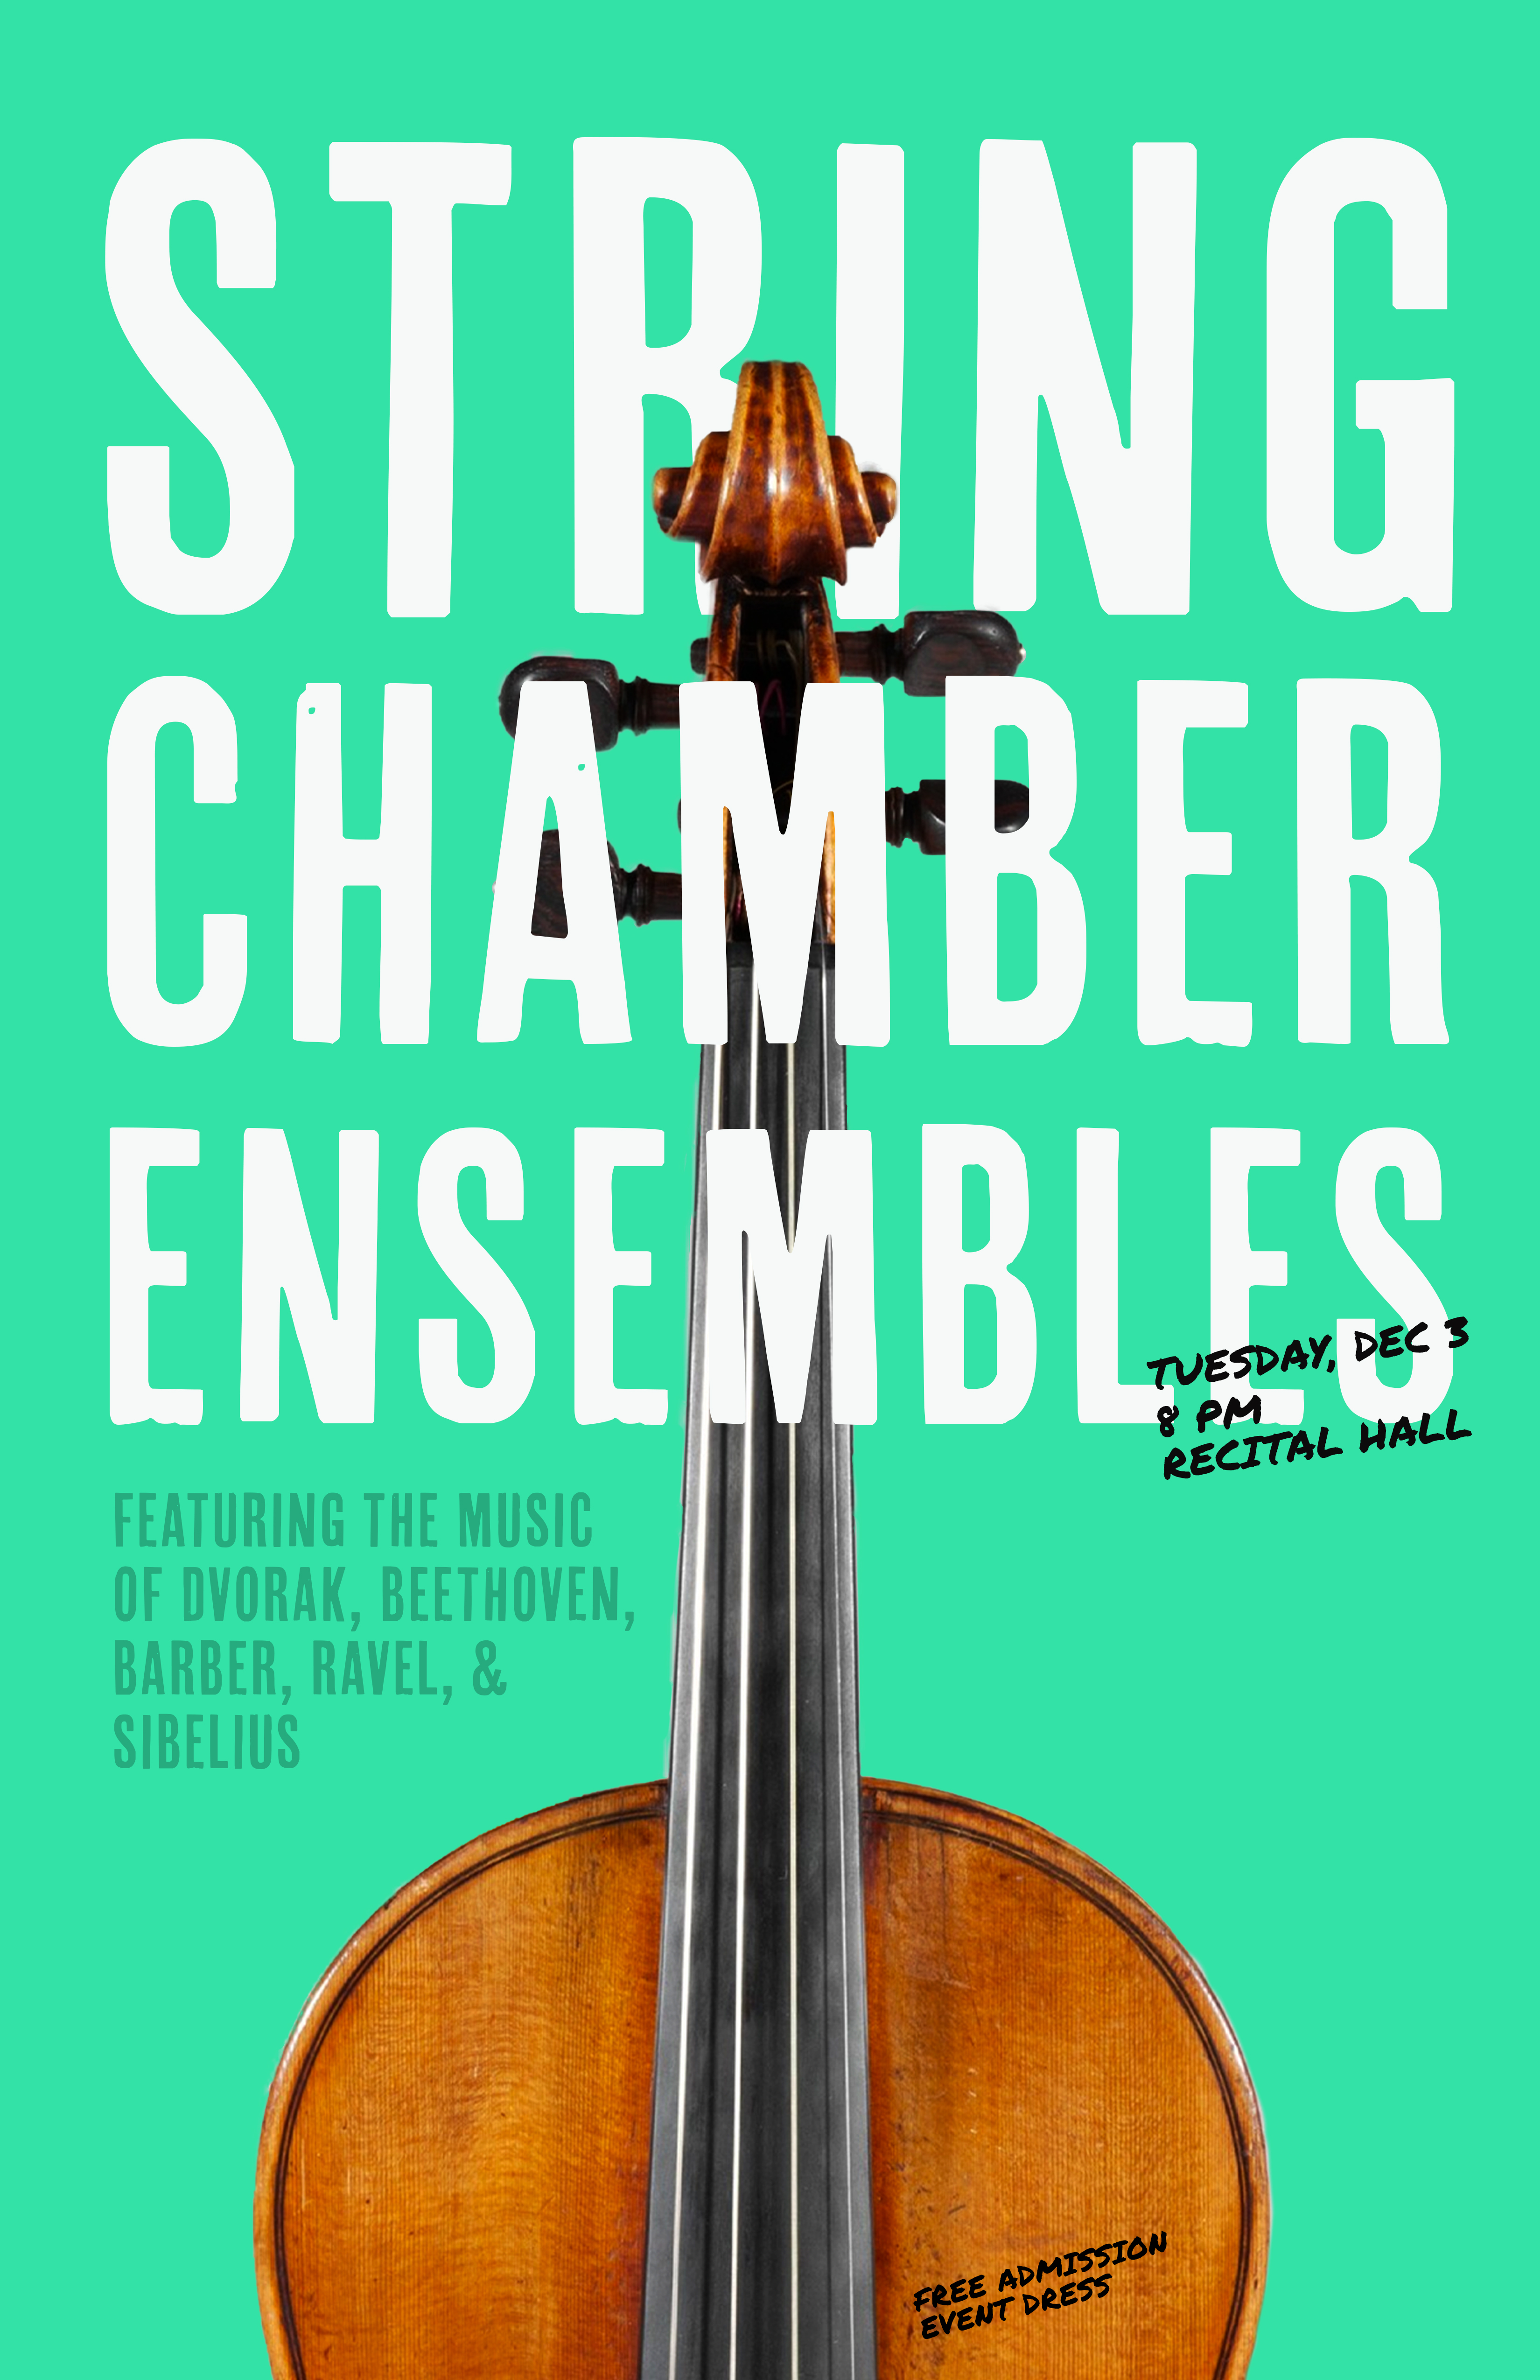 STRING
CHAMBER
ENSEMBLES
TUESDAY, DEC 3
8 PM
RECITAL HALL
FEATURING THE MUSIC
OF DVORAK, BEETHOVEN,
BARBER, RAVEL, &
SIBELIUS
FREE ADMISSION
EVENT DRESS